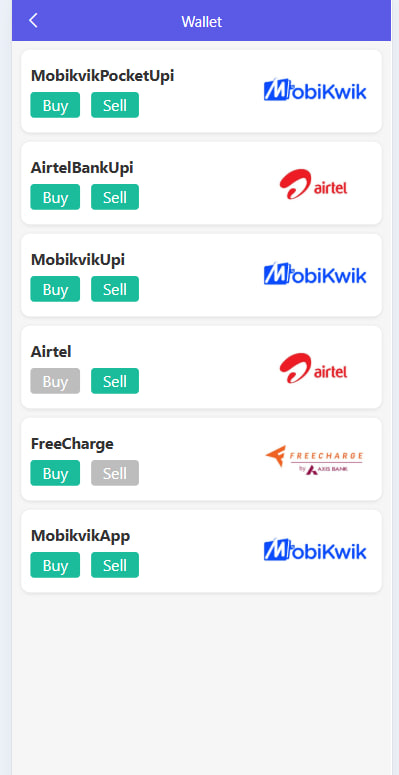 Wallet
MobikvikPocketUpi
Buy Sell
MobiKwik
AirtelBankUpi
Buy Sell
airtel
MobikvikUpi
Buy Sell
MobiKwik
Airtel
Buy Sell
airtel
FreeCharge
Buy Sell
FREECHARGE
by AXIS BANK
MobikvikApp
Buy Sell
MobiKwik